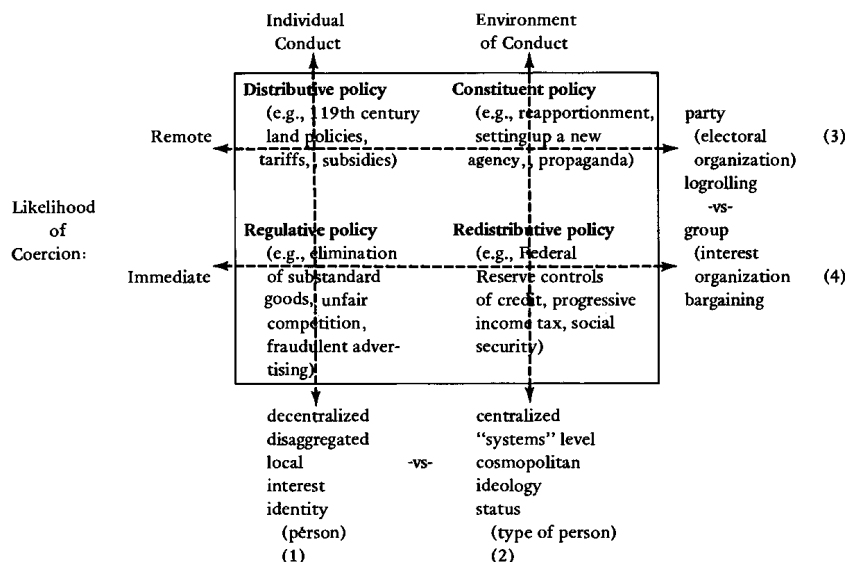 Individual
Conduct
Environment
of Conduct
Distributive policy
(e.g., 119th century
land policies,
tariffs, subsidies)
Constituent policy
(e.g., reapportionment,
setting up a new
agency,, propaganda)
Remote
party
(electoral
organization)
(3)
logrolling
-vs-
group
(interest
organization
(4)
bargaining
Likelihood
of
Coercion:
Immediate
Regulative policy
(e.g., elimination
of substandard
goods, unfair
competition,
fraudulent adver-
tising)
Redistributive policy
(e.g., Federal
Reserve controls
of credit, progressive
income tax, social
security)
decentralized
disaggregated
local
interest
identity
(person)
(1)
-vs-
centralized
"systems" level
cosmopolitan
ideology
status
(type of person)
(2)